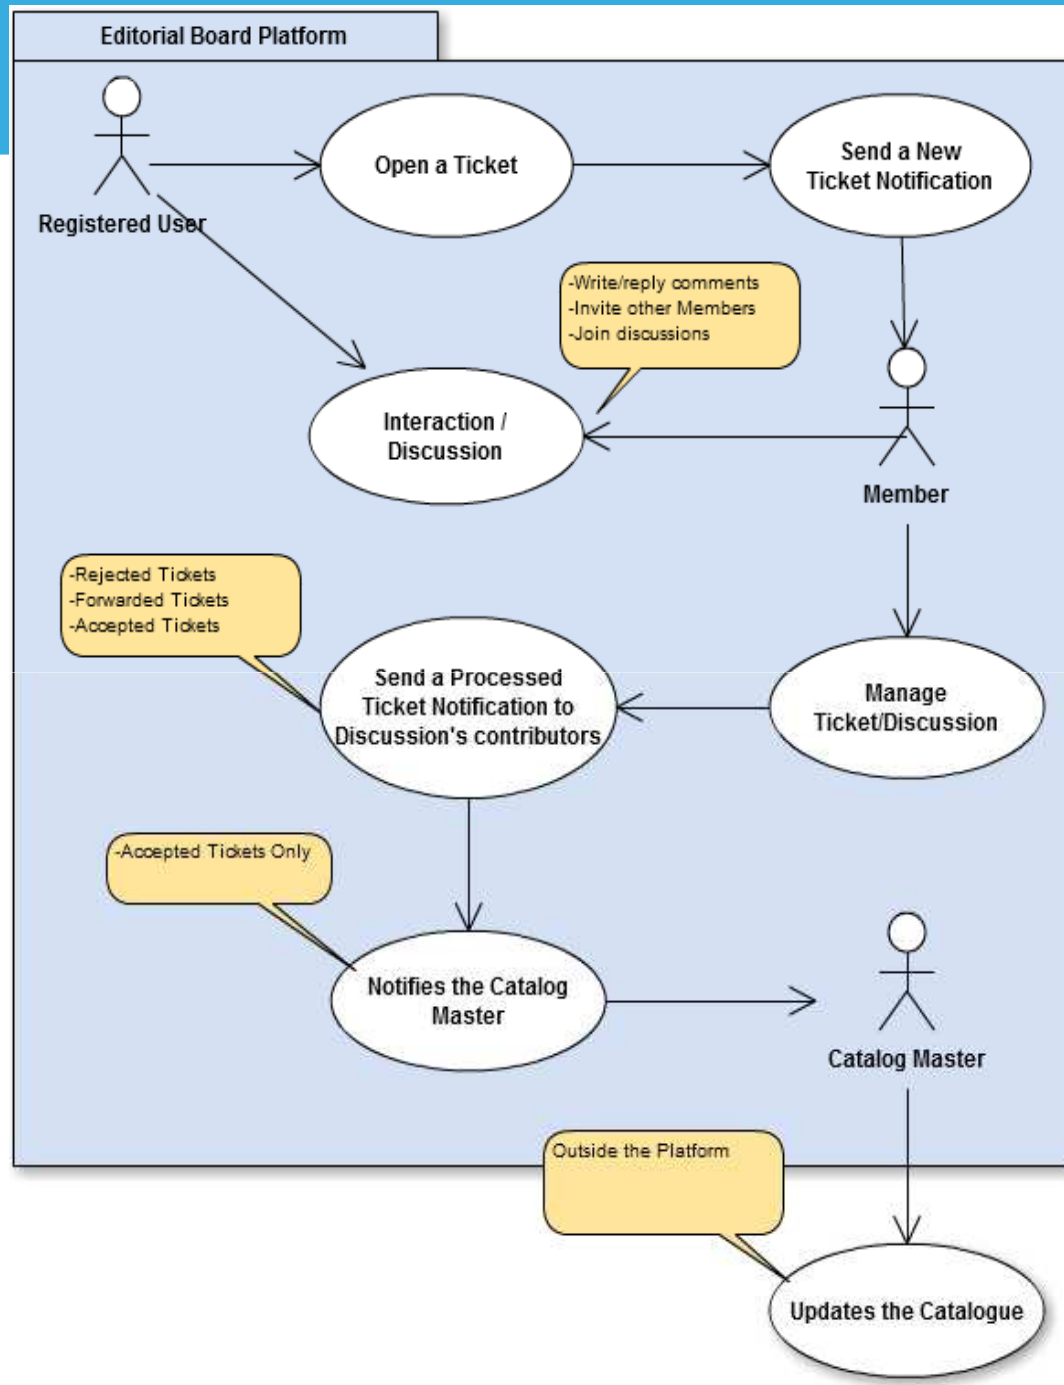 Editorial Board Platform
Open a Ticket
Send a New
Ticket Notification
Registered User
-Write/reply comments
-Invite other Members
-Join discussions
Interaction /
Discussion
Member
-Rejected Tickets
-Forwarded Tickets
-Accepted Tickets
Send a Processed
Ticket Notification to
Discussion's contributors
Manage
Ticket/Discussion
-Accepted Tickets Only
Notifies the Catalog
Master
Catalog Master
Outside the Platform
Updates the Catalogue